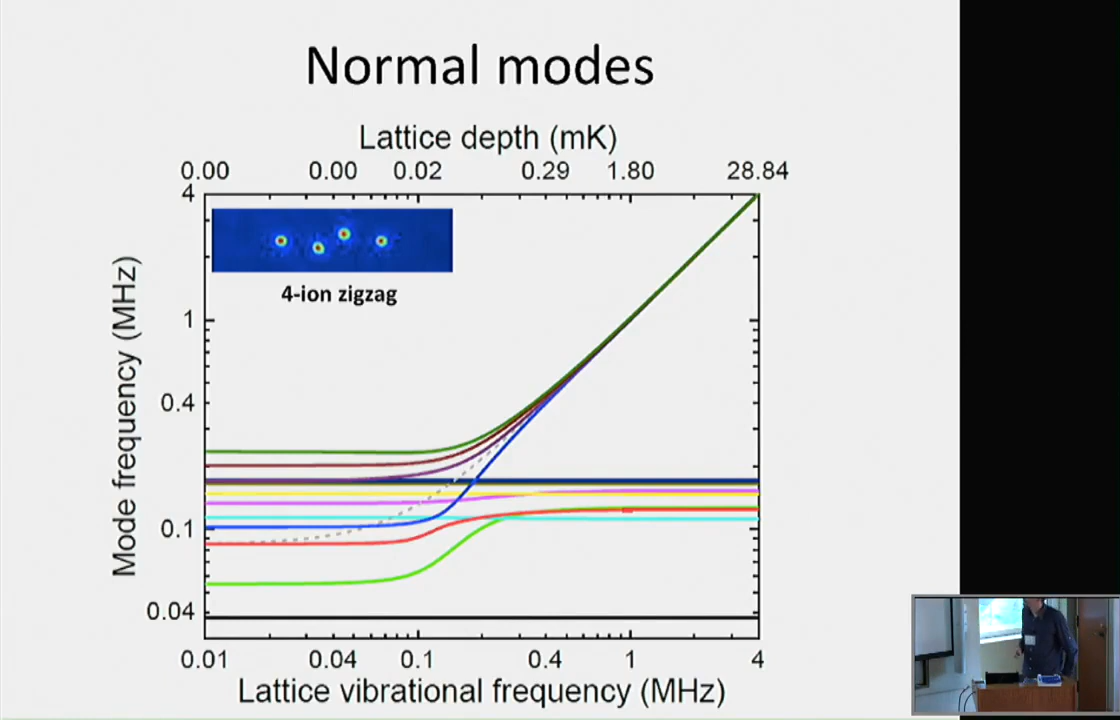 Normal modes
Lattice depth (mK)
0.00 0.00 0.02 0.29 1.80 28.84
4
1
0.4
0.1
0.04
Mode frequency (MHz)
4-ion zigzag
0.01 0.04 0.1 0.4 1 4
Lattice vibrational frequency (MHz)